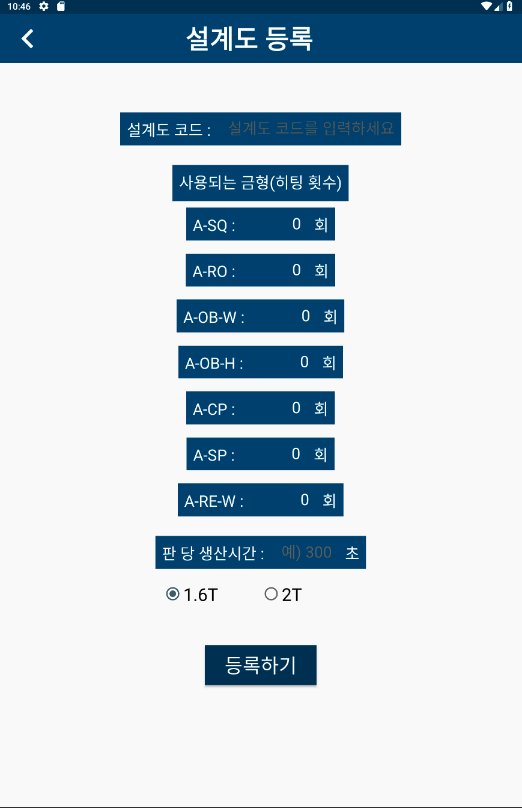 10:46
설계도 등록
설계도 코드 : 설계도 코드를 입력하세요
사용되는 금형(히팅 횟수)
A-SQ : 0 회
A-RO : 0 회
A-OB-W : 0 회
A-OB-H : 0 회
A-CP : 0 회
A-SP : 0 회
A-RE-W : 0 회
판 당 생산시간 : 예) 300 초
1.6T 2T
등록하기